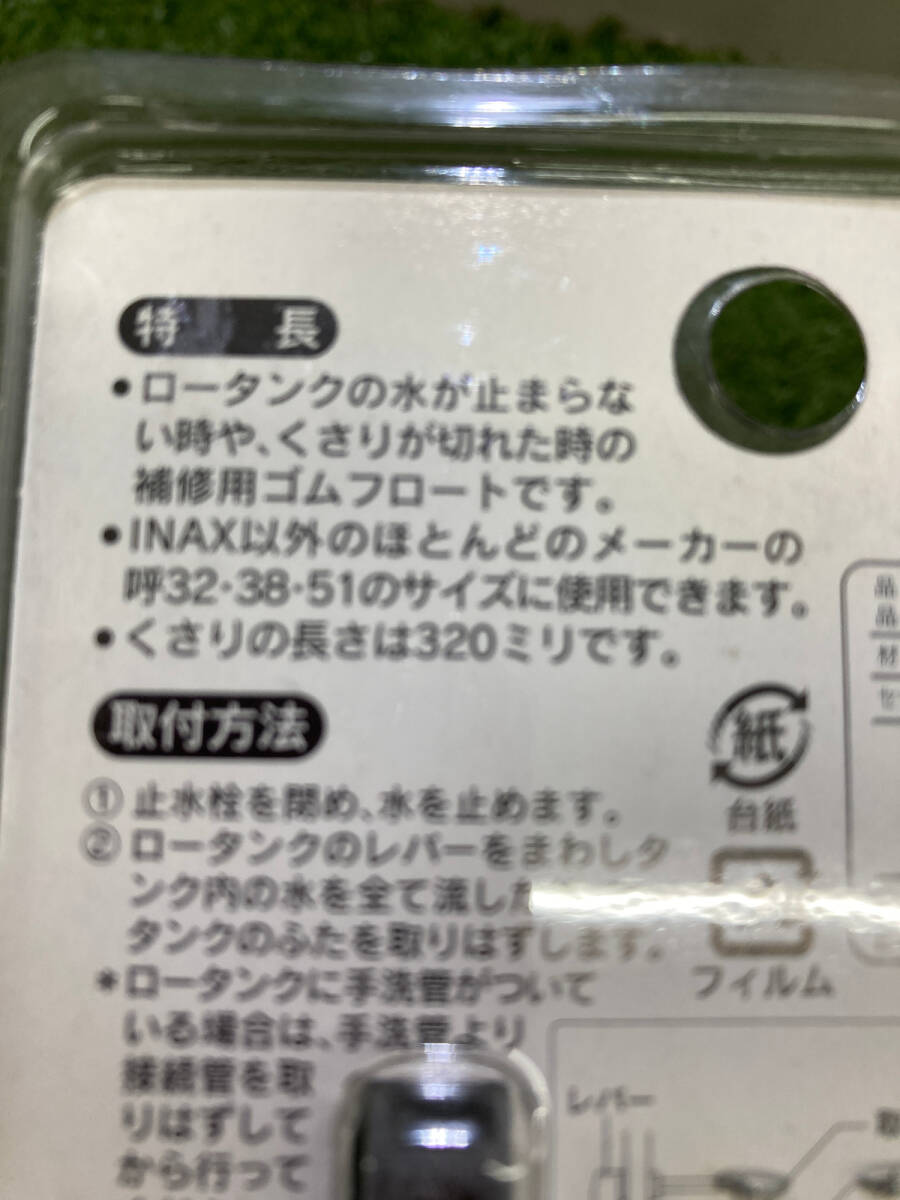 特 長
•ロータンクの水が止まらな
い時や、くさりが切れた時の
補修用ゴムフロートです。
•INAX以外のほとんどのメーカーの
呼32・38・51のサイズに使用できます。
•くさりの長さは320ミリです。
取付方法
①止水栓を閉め、水を止めます。
②ロータンクのレバーをまわしタ
ンク内の水を全て流した
タンクのふたを取りはずします。
*ロータンクに手洗管がついて
いる場合は、手洗管より
接続管を取
りはずして
から行って
紙
台紙
フィルム
品
品
材
セ
レバー
取